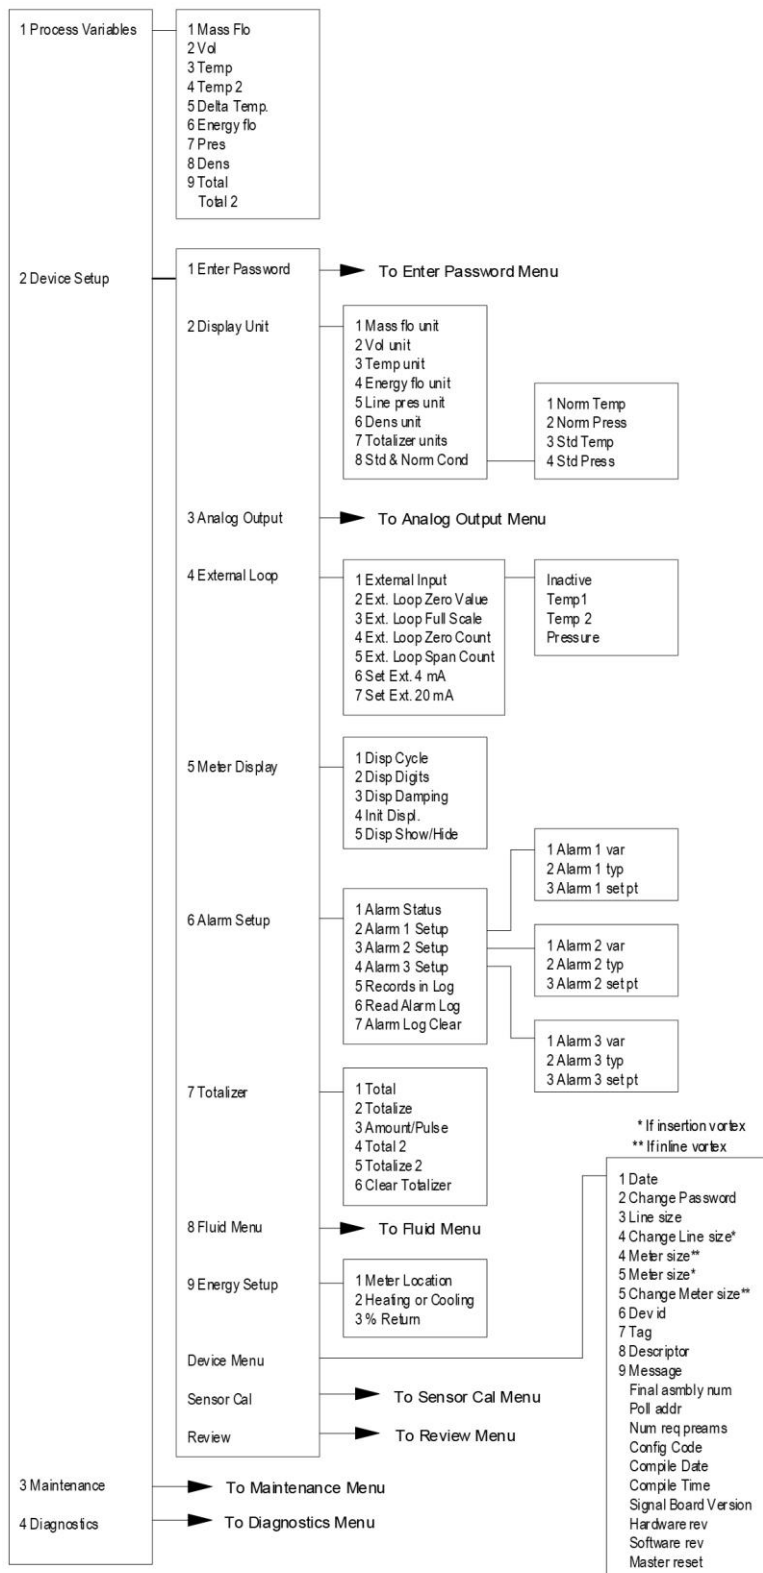 1 Process Variables
1 Mass Flo
2 Vol
3 Temp
4 Temp 2
5 Delta Temp.
6 Energy flo
7 Pres
8 Dens
9 Total
Total 2
2 Device Setup
1 Enter Password
To Enter Password Menu
2 Display Unit
1 Mass flo unit
2 Vol unit
3 Temp unit
4 Energy flo unit
5 Line pres unit
6 Dens unit
7 Totalizer units
8 Std & Norm Cond
1 Norm Temp
2 Norm Press
3 Std Temp
4 Std Press
3 Analog Output
To Analog Output Menu
4 External Loop
1 External Input
2 Ext. Loop Zero Value
3 Ext. Loop Full Scale
4 Ext. Loop Zero Count
5 Ext. Loop Span Count
6 Set Ext. 4 mA
7 Set Ext. 20 mA
Inactive
Temp1
Temp 2
Pressure
5 Meter Display
1 Disp Cycle
2 Disp Digits
3 Disp Damping
4 Init Displ.
5 Disp Show/Hide
6 Alarm Setup
1 Alarm Status
2 Alarm 1 Setup
3 Alarm 2 Setup
4 Alarm 3 Setup
5 Records in Log
6 Read Alarm Log
7 Alarm Log Clear
1 Alarm 1 var
2 Alarm 1 typ
3 Alarm 1 set pt
1 Alarm 2 var
2 Alarm 2 typ
3 Alarm 2 set pt
1 Alarm 3 var
2 Alarm 3 typ
3 Alarm 3 set pt
7 Totalizer
1 Total
2 Totalize
3 Amount/Pulse
4 Total 2
5 Totalize 2
6 Clear Totalizer
8 Fluid Menu
To Fluid Menu
9 Energy Setup
1 Meter Location
2 Heating or Cooling
3 % Return
Device Menu
* If insertion vortex
** If inline vortex
1 Date
2 Change Password
3 Line size
4 Change Line size*
4 Meter size**
5 Meter size*
5 Change Meter size**
6 Dev id
7 Tag
8 Descriptor
9 Message
Final asmbly num
Poll addr
Num req preams
Config Code
Compile Date
Compile Time
Signal Board Version
Hardware rev
Software rev
Master reset
Sensor Cal
To Sensor Cal Menu
Review
To Review Menu
3 Maintenance
To Maintenance Menu
4 Diagnostics
To Diagnostics Menu